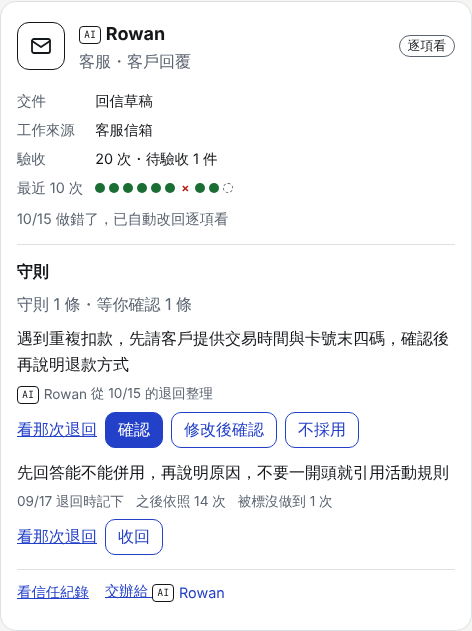 AI Rowan
客服・客戶回覆
逐項看
交件 回信草稿
工作來源 客服信箱
驗收 20 次・待驗收 1 件
最近 10 次
10/15 做錯了，已自動改回逐項看
守則
守則 1 條・等你確認 1 條
遇到重複扣款，先請客戶提供交易時間與卡號末四碼，確認後
再說明退款方式
AI Rowan 從 10/15 的退回整理
看那次退回 確認 修改後確認 不採用
先回答能不能併用，再說明原因，不要一開頭就引用活動規則
09/17 退回時記下 之後依照 14 次 被標沒做到 1 次
看那次退回 收回
看信任紀錄 交辦給 AI Rowan